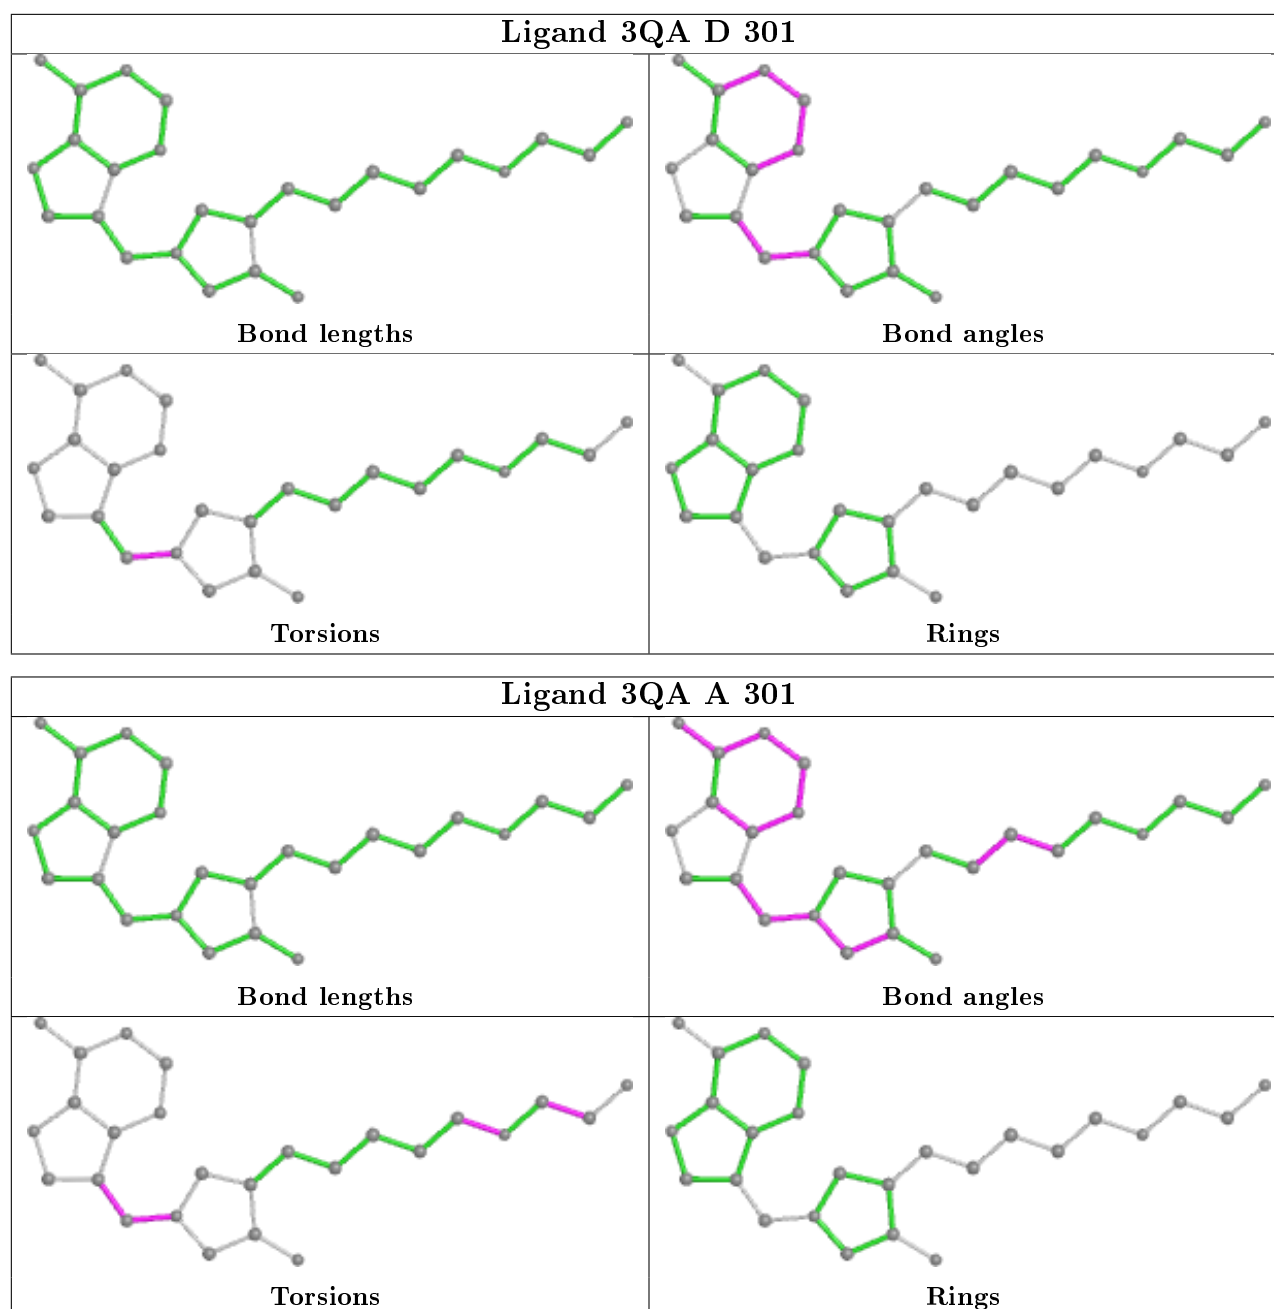 Ligand 3QA D 301
Bond lengths
Bond angles
Torsions
Rings
Ligand 3QA A 301
Bond lengths
Bond angles
Torsions
Rings